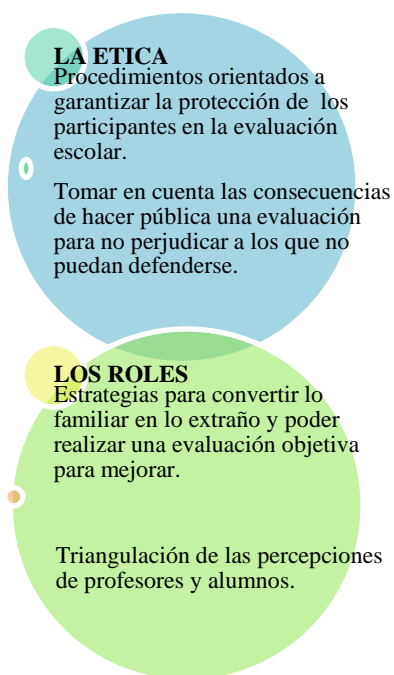 LA ETICA
Procedimientos orientados a
garantizar la protección de los
participantes en la evaluación
escolar.
Tomar en cuenta las consecuencias
de hacer pública una evaluación
para no perjudicar a los que no
puedan defenderse.
LOS ROLES
Estrategias para convertir lo
familiar en lo extraño y poder
realizar una evaluación objetiva
para mejorar.
Triangulación de las percepciones
de profesores y alumnos.